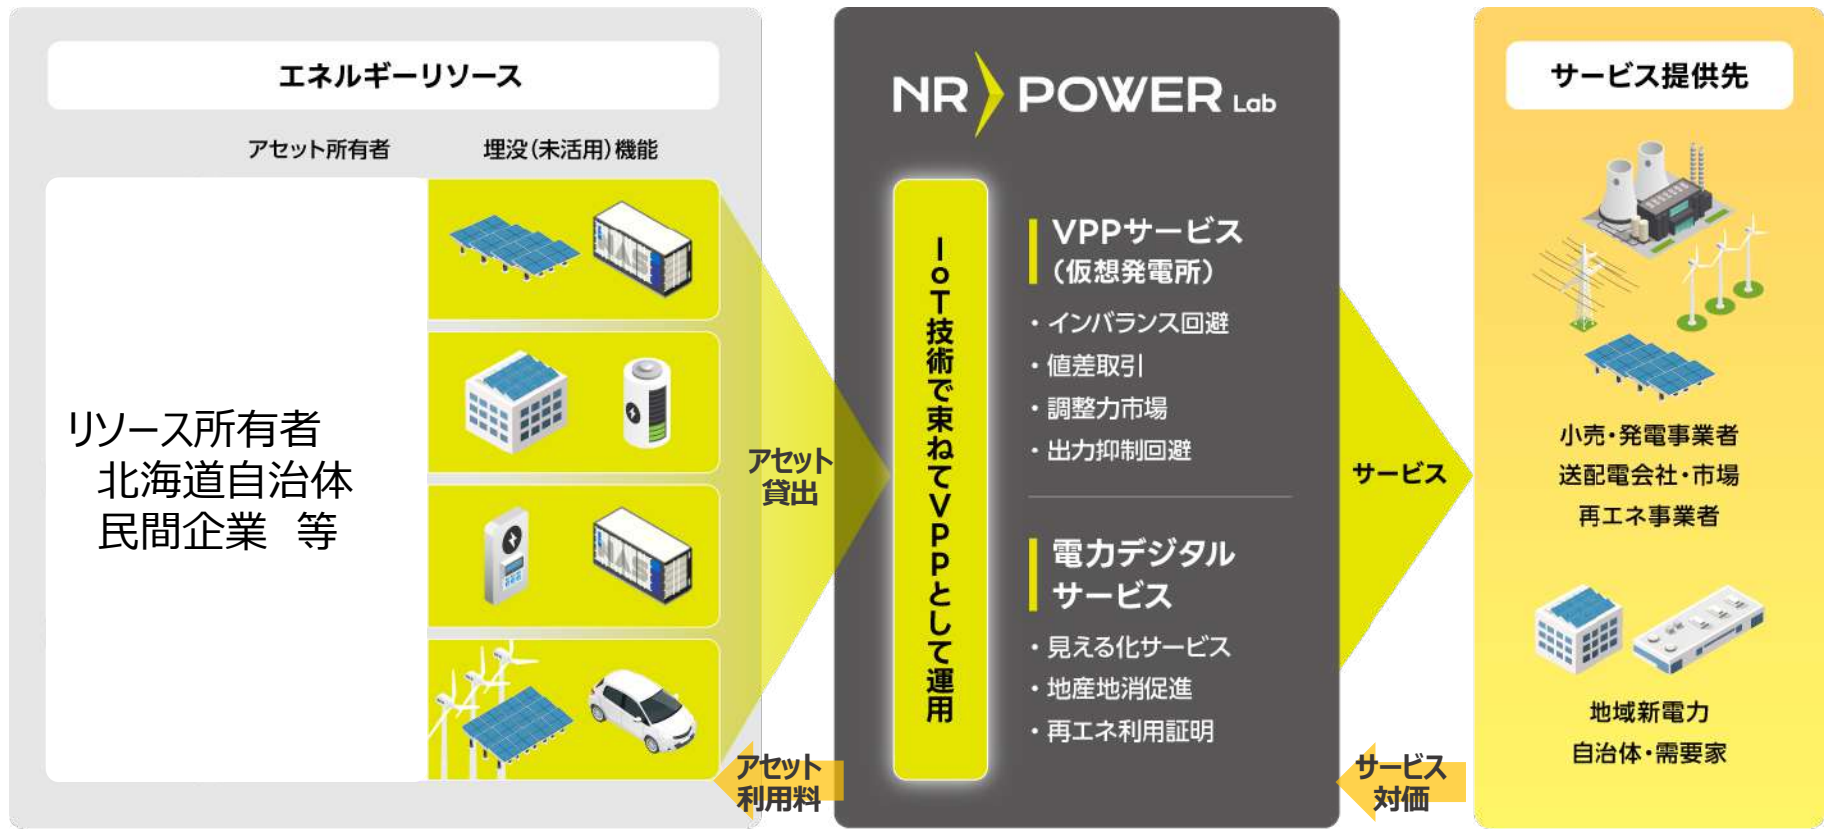 エネルギーリソース
アセット所有者
埋没(未活用)機能
リソース所有者
北海道自治体
民間企業 等
NAS
NAS
アセット
貸出
アセット
利用料
NR POWER Lab
IoT技術で束ねてVPPとして運用
VPPサービス
(仮想発電所)
・インバランス回避
・値差取引
・調整力市場
・出力抑制回避
電力デジタル
サービス
・見える化サービス
・地産地消促進
・再エネ利用証明
サービス
サービス
対価
サービス提供先
小売・発電事業者
送配電会社・市場
再エネ事業者
地域新電力
自治体・需要家